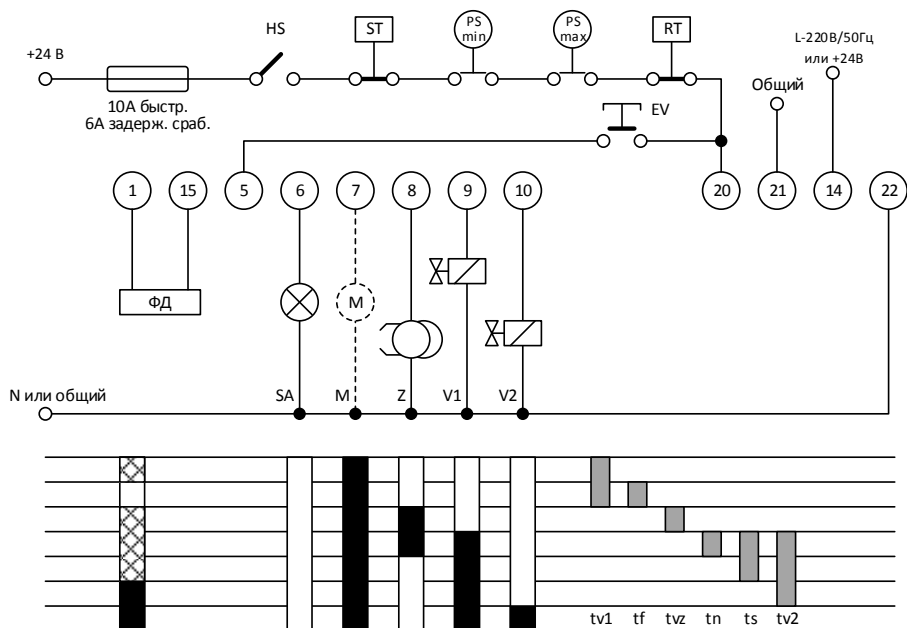 L-220В/50Гц
или +24В
HS
ST
PS
min
PS
max
RT
+24 В
Общий
10А быстр.
6А задерж. сраб.
EV
1
15
5
6
7
8
9
10
20
21
14
22
ФД
M
N или общий
SA
M
Z
V1
V2
tv1
tf
tvz
tn
ts
tv2